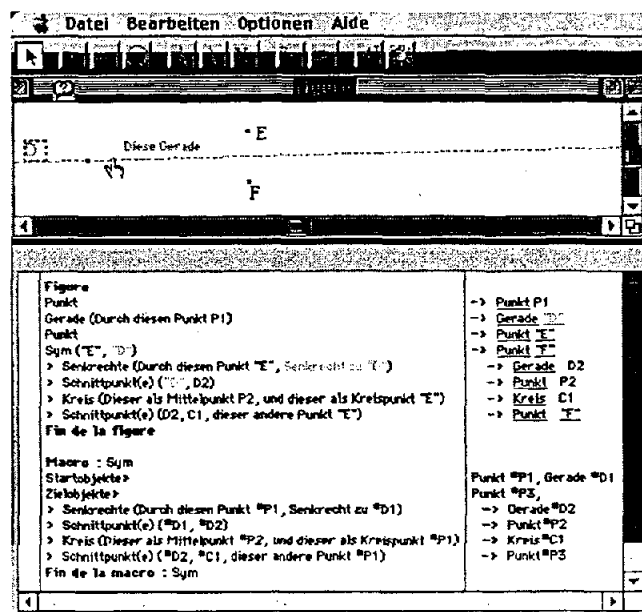 Datei Bearbeiten Optionen Aide
E
Diese Gerade
F
Figure
Punkt -> Punkt P1
Gerade (Durch diesen Punkt P1) -> Gerade "D"
Punkt -> Punkt "E"
Sym ("E", "D") -> Punkt "F"
> Senkrechte (Durch diesen Punkt "E", Senkrecht zu "D") -> Gerade D2
> Schnittpunkt(e) ("D", D2) -> Punkt P2
> Kreis (Dieser als Mittelpunkt P2, und dieser als Kreispunkt "E") -> Kreis C1
> Schnittpunkt(e) (D2, C1, dieser andere Punkt "E") -> Punkt "F"
Fin de la figure
Macro : Sym
Startobjekte> Punkt #P1, Gerade #D1
Zielobjekte> Punkt #P3,
> Senkrechte (Durch diesen Punkt #P1, Senkrecht zu #D1) -> Gerade#D2
> Schnittpunkt(e) (#D1, #D2) -> Punkt#P2
> Kreis (Dieser als Mittelpunkt #P2, und dieser als Kreispunkt #P1) -> Kreis#C1
> Schnittpunkt(e) (#D2, #C1, dieser andere Punkt #P1) -> Punkt#P3
Fin de la macro : Sym